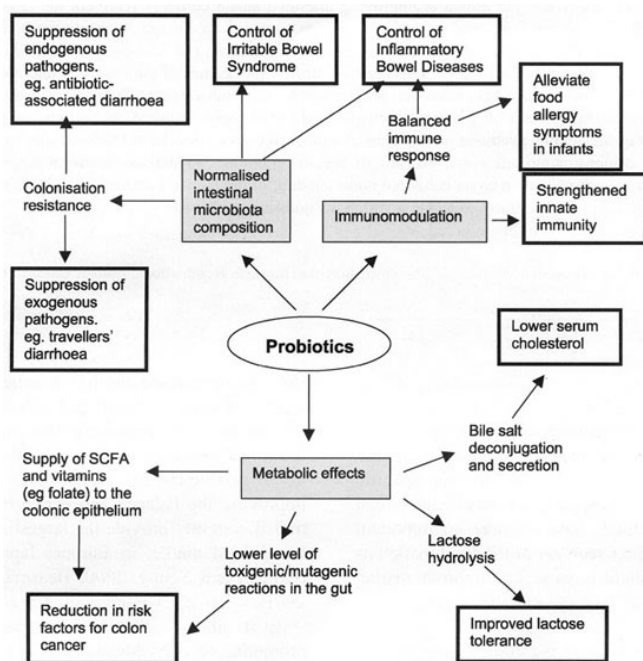 Suppression of
endogenous
pathogens.
eg. antibiotic-
associated diarrhoea
Control of
Irritable Bowel
Syndrome
Control of
Inflammatory
Bowel Diseases
Alleviate
food
allergy
symptoms
in infants
Balanced
immune
response
Colonisation
resistance
Normalised
intestinal
microbiota
composition
Immunomodulation
Strengthened
innate
immunity
Suppression of
exogenous
pathogens.
eg. travellers'
diarrhoea
Probiotics
Lower serum
cholesterol
Bile salt
deconjugation
and secretion
Supply of SCFA
and vitamins
(eg folate) to the
colonic epithelium
Metabolic effects
Lower level of
toxigenic/mutagenic
reactions in the gut
Lactose
hydrolysis
Reduction in risk
factors for colon
cancer
Improved lactose
tolerance